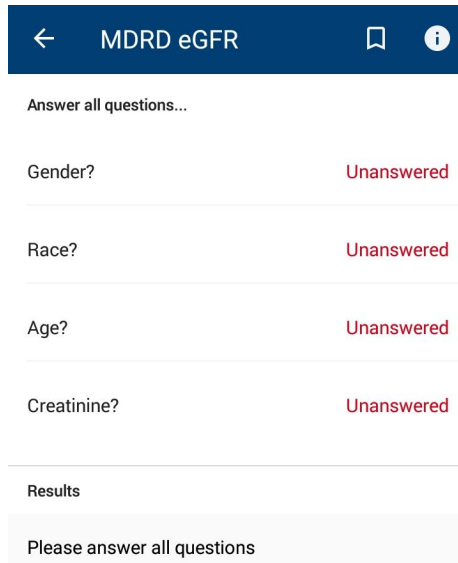 MDRD eGFR
Answer all questions...
Gender? Unanswered
Race? Unanswered
Age? Unanswered
Creatinine? Unanswered
Results
Please answer all questions